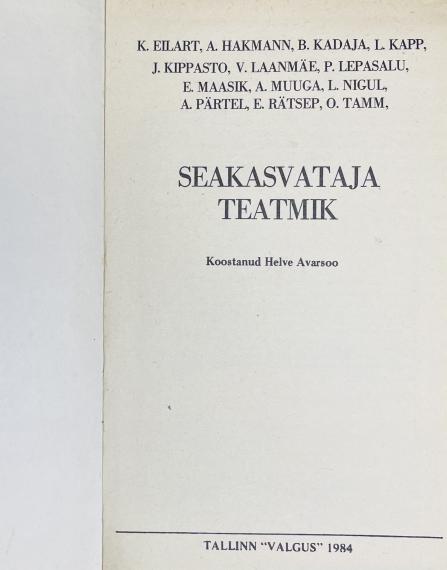 K. EILART, A. HAKMANN, B. KADAJA, L. KAPP,
J. KIPPASTO, V. LAANMÄE, P. LEPASALU,
E. MAASIK, A. MUUGA, L. NIGUL,
A. PÄRTEL, E. RÄTSEP, O. TAMM,
SEAKASVATAJA
TEATMIK
Koostanud Helve Avarsoo
TALLINN "VALGUS" 1984